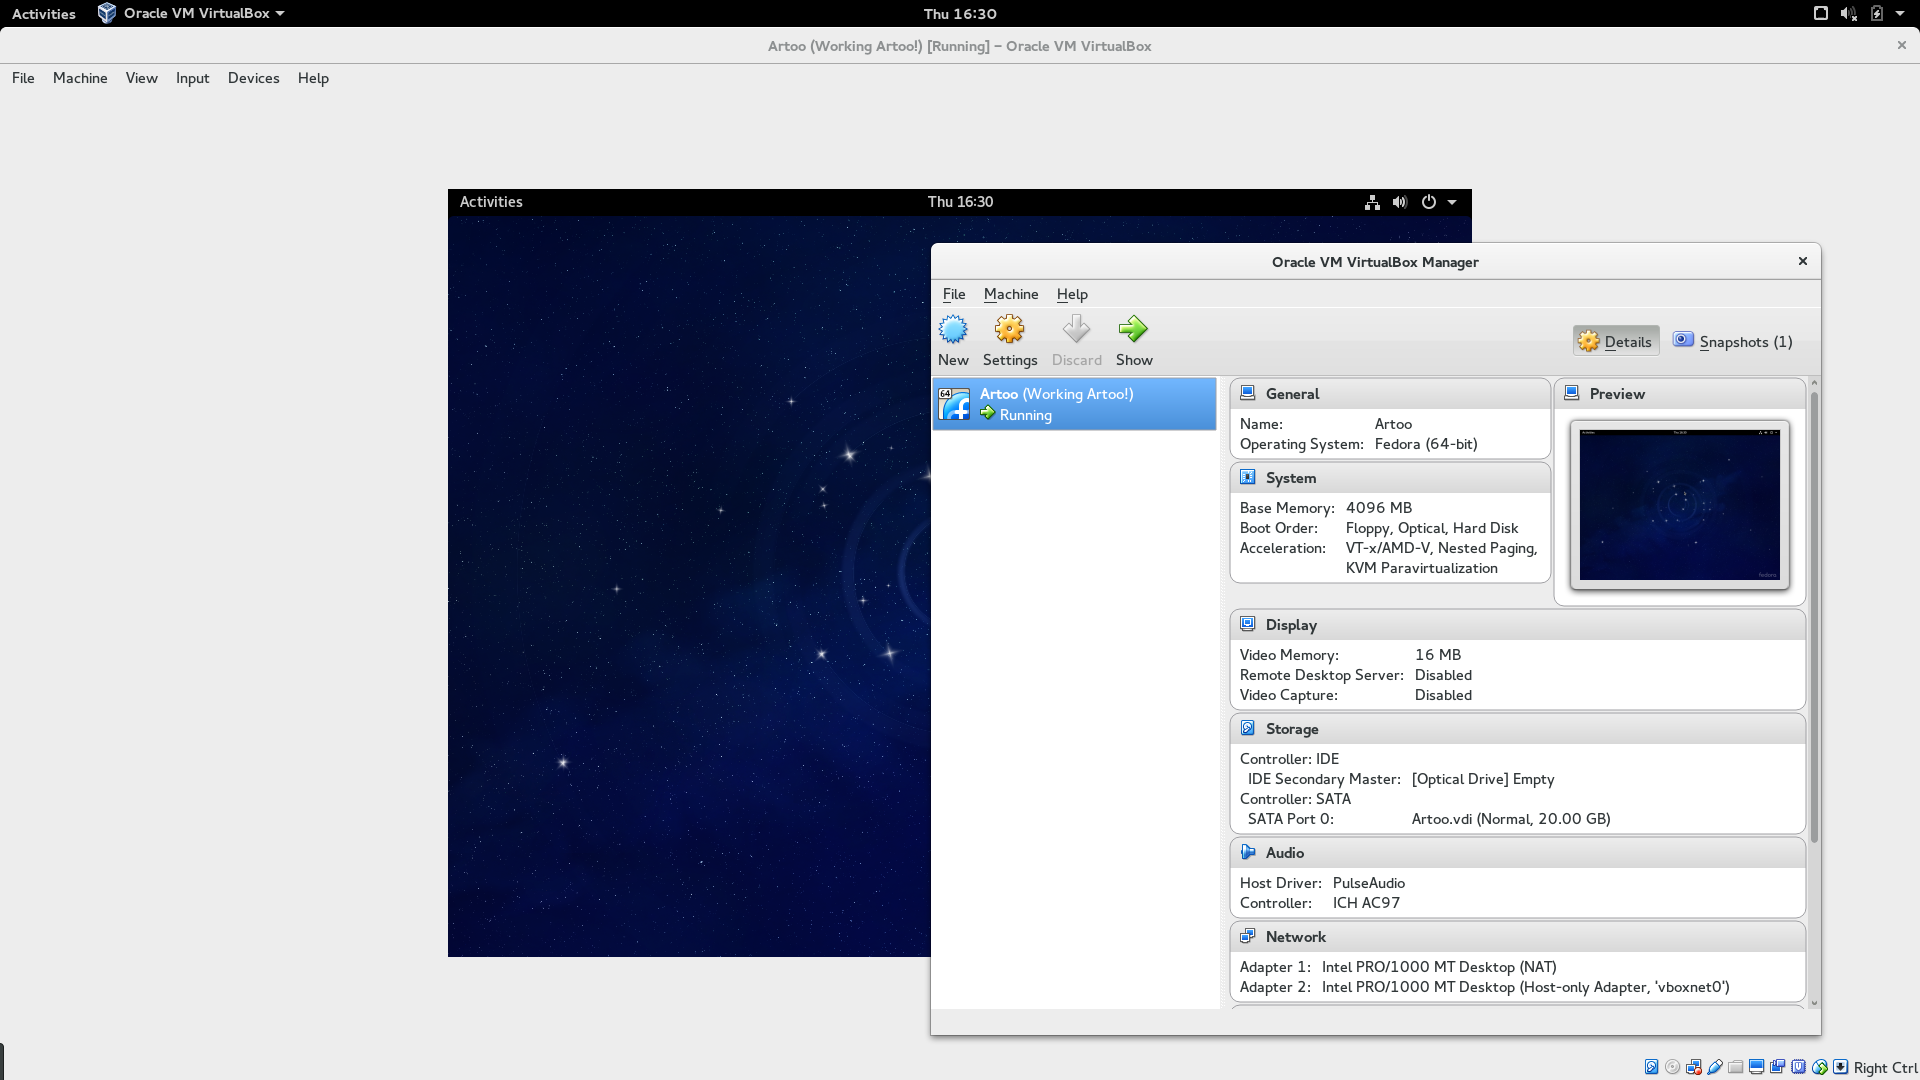 Activities Oracle VM VirtualBox Thu 16:30
Artoo (Working Artoo!) [Running] – Oracle VM VirtualBox
File Machine View Input Devices Help
Activities Thu 16:30
Oracle VM VirtualBox Manager
File Machine Help
New Settings Discard Show Details Snapshots (1)
64
Artoo (Working Artoo!)
Running
General
Name: Artoo
Operating System: Fedora (64-bit)
System
Base Memory: 4096 MB
Boot Order: Floppy, Optical, Hard Disk
Acceleration: VT-x/AMD-V, Nested Paging,
KVM Paravirtualization
Preview
Display
Video Memory: 16 MB
Remote Desktop Server: Disabled
Video Capture: Disabled
Storage
Controller: IDE
IDE Secondary Master: [Optical Drive] Empty
Controller: SATA
SATA Port 0: Artoo.vdi (Normal, 20.00 GB)
Audio
Host Driver: PulseAudio
Controller: ICH AC97
Network
Adapter 1: Intel PRO/1000 MT Desktop (NAT)
Adapter 2: Intel PRO/1000 MT Desktop (Host-only Adapter, 'vboxnet0')
Right Ctrl